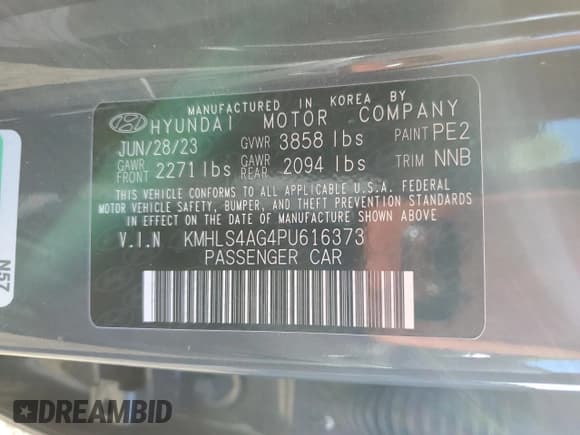 MANUFACTURED IN KOREA BY
HYUNDAI MOTOR COMPANY
JUN/28/23 GVWR 3858 lbs PAINT PE2
GAWR FRONT 2271 lbs GAWR REAR 2094 lbs TRIM NNB
THIS VEHICLE CONFORMS TO ALL APPLICABLE U.S.A. FEDERAL
MOTOR VEHICLE SAFETY, BUMPER, AND THEFT PREVENTION STANDARDS
IN EFFECT ON THE DATE OF MANUFACTURE SHOWN ABOVE.
V.I.N KMHLS4AG4PU616373
PASSENGER CAR
N57
DREAMBID